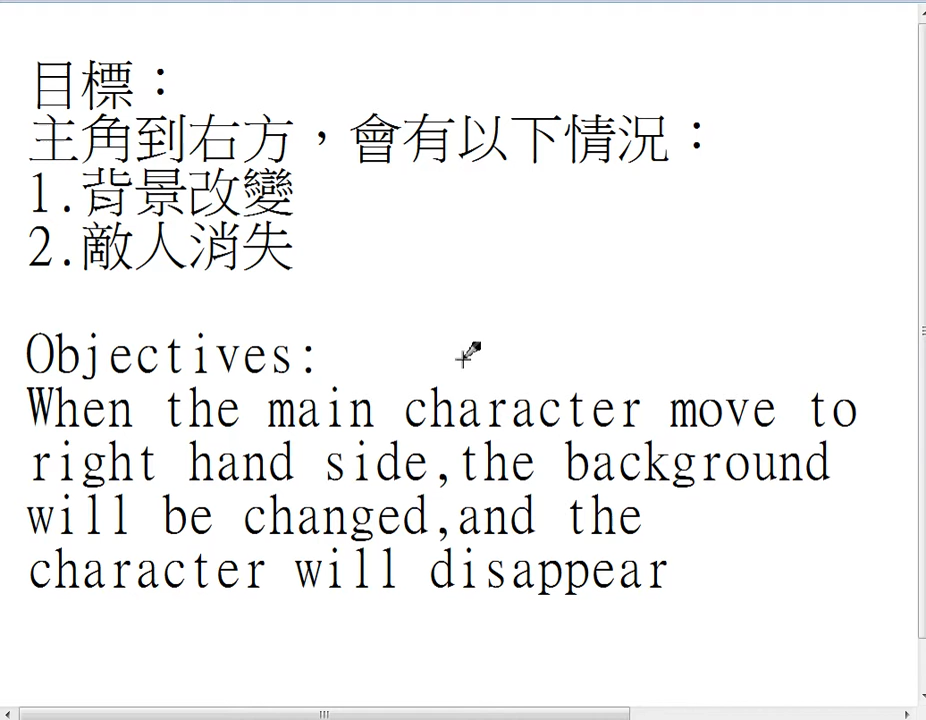 目標：
主角到右方，會有以下情況：
1.背景改變
2.敵人消失
Objectives:
When the main character move to
right hand side,the background
will be changed,and the
character will disappear